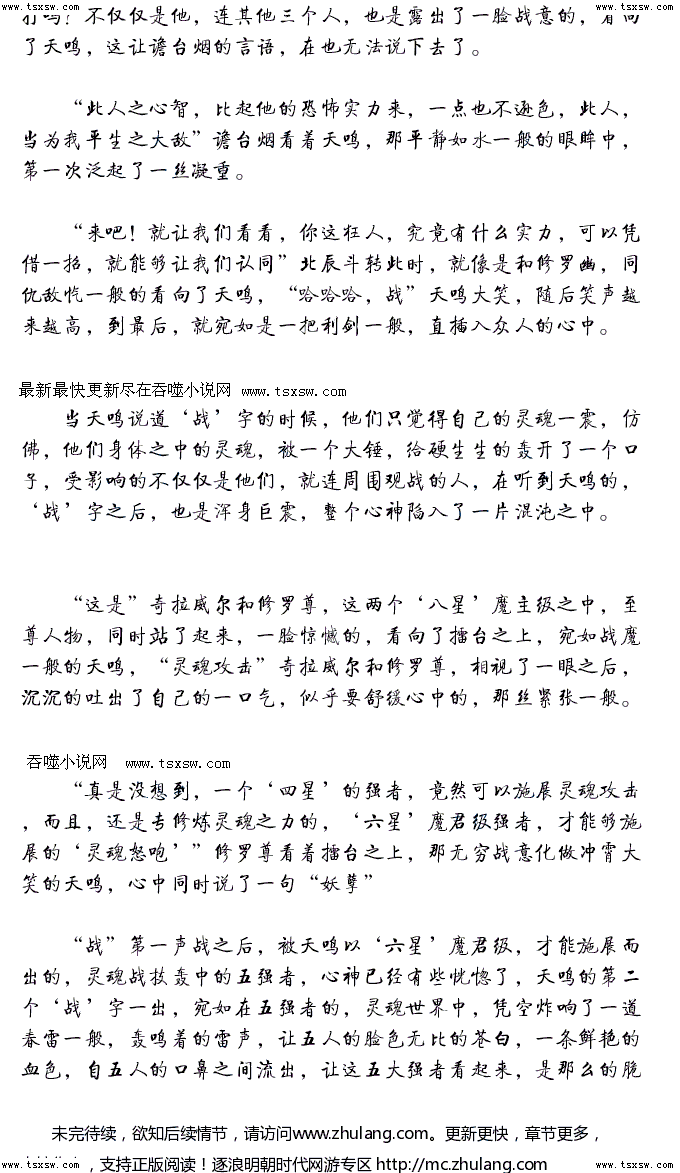 www.tsxsw.com www.tsxsw.com www.tsxsw.com www.tsxsw.com www.tsxsw.com
打吗！不仅仅是他，连其他三个人，也是露出了一脸战意的，看向
了天鸣，这让谵台烟的言语，在也无法说下去了。
“此人之心智，比起他的恐怖实力来，一点也不逊色，此人，
当为我平生之大敌”谵台烟看着天鸣，那平静如水一般的眼眸中，
第一次泛起了一丝凝重。
“来吧！就让我们看看，你这狂人，究竟有什么实力，可以凭
借一招，就能够让我们认同”北辰斗转此时，就像是和修罗幽，同
仇敌忾一般的看向了天鸣，“哈哈哈，战”天鸣大笑，随后笑声越
来越高，到最后，就宛如是一把利剑一般，直插入众人的心中。
最新最快更新尽在吞噬小说网 www.tsxsw.com
当天鸣说道‘战’字的时候，他们只觉得自己的灵魂一震，仿
佛，他们身体之中的灵魂，被一个大锤，给硬生生的轰开了一个口
子，受影响的不仅仅是他们，就连周围观战的人，在听到天鸣的，
‘战’字之后，也是浑身巨震，整个心神陷入了一片混沌之中。
“这是”奇拉威尔和修罗尊，这两个‘八星’魔主级之中，至
尊人物，同时站了起来，一脸惊憾的，看向了擂台之上，宛如战魔
一般的天鸣，“灵魂攻击”奇拉威尔和修罗尊，相视了一眼之后，
沉沉的吐出了自己的一口气，似乎要舒缓心中的，那丝紧张一般。
吞噬小说网 www.tsxsw.com
“真是没想到，一个‘四星’的强者，竟然可以施展灵魂攻击
，而且，还是专修炼灵魂之力的，‘六星’魔君级强者，才能够施
展的‘灵魂怒咆’”修罗尊看着擂台之上，那无穷战意化做冲霄大
笑的天鸣，心中同时说了一句“妖孽”
“战”第一声战之后，被天鸣以‘六星’魔君级，才能施展而
出的，灵魂战技轰中的五强者，心神已经有些恍惚了，天鸣的第二
个‘战’字一出，宛如在五强者的，灵魂世界中，凭空炸响了一道
春雷一般，轰鸣着的雷声，让五人的脸色无比的苍白，一条鲜艳的
血色，自五人的口鼻之间流出，让这五大强者看起来，是那么的脆
未完待续，欲知后续情节，请访问www.zhulang.com。更新更快，章节更多，
，支持正版阅读！逐浪明朝时代网游专区 http://mc.zhulang.com
www.tsxsw.com www.tsxsw.com www.tsxsw.com www.tsxsw.com www.tsxsw.com